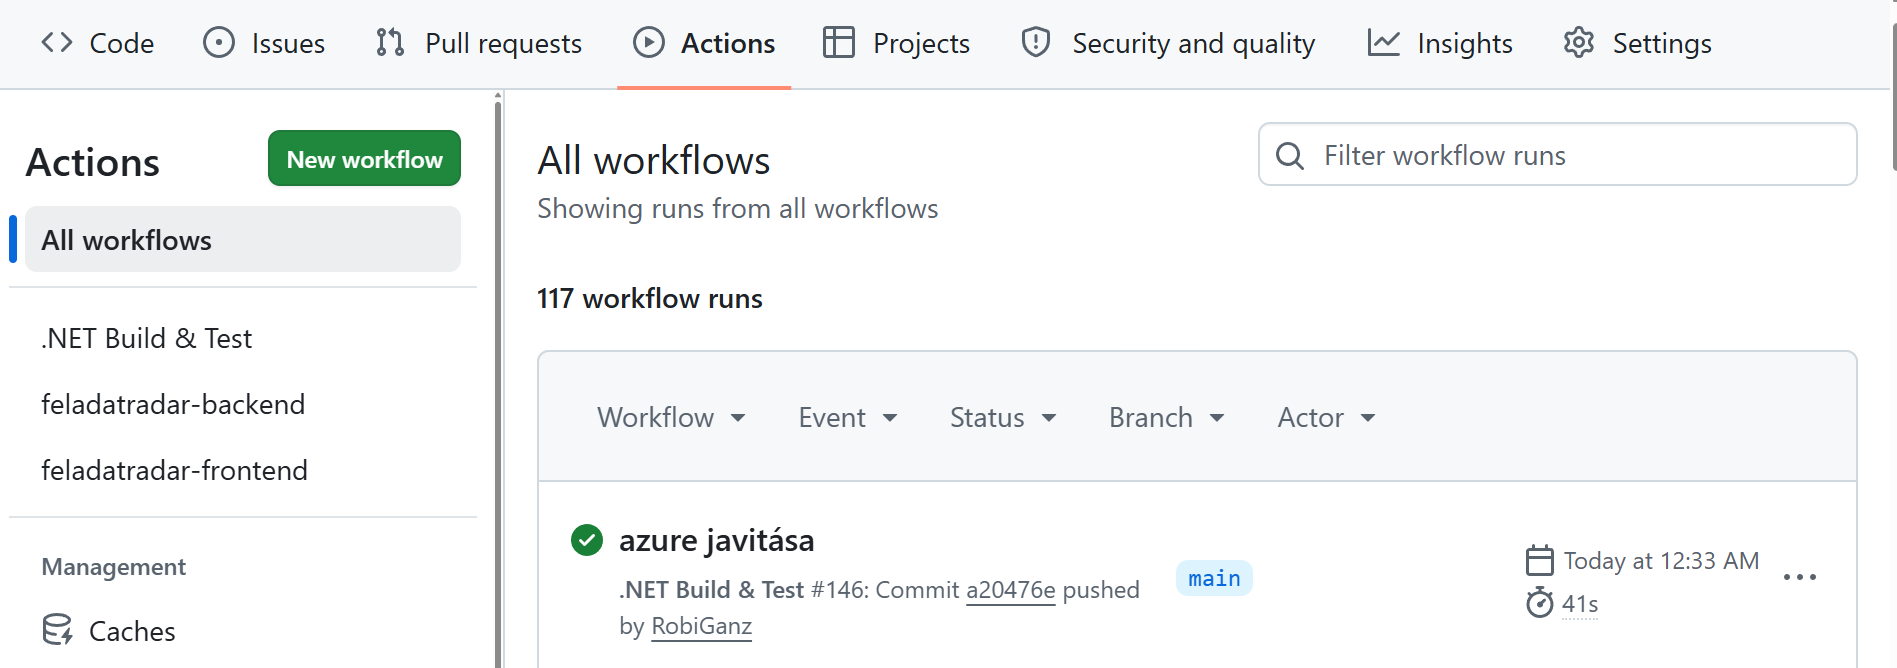 Code Issues Pull requests Actions Projects Security and quality Insights Settings
Actions
New workflow
All workflows
.NET Build & Test
feladatradar-backend
feladatradar-frontend
Management
Caches
All workflows
Showing runs from all workflows
Filter workflow runs
117 workflow runs
Workflow Event Status Branch Actor
azure javitása
.NET Build & Test #146: Commit a20476e pushed
by RobiGanz
main
Today at 12:33 AM
41s